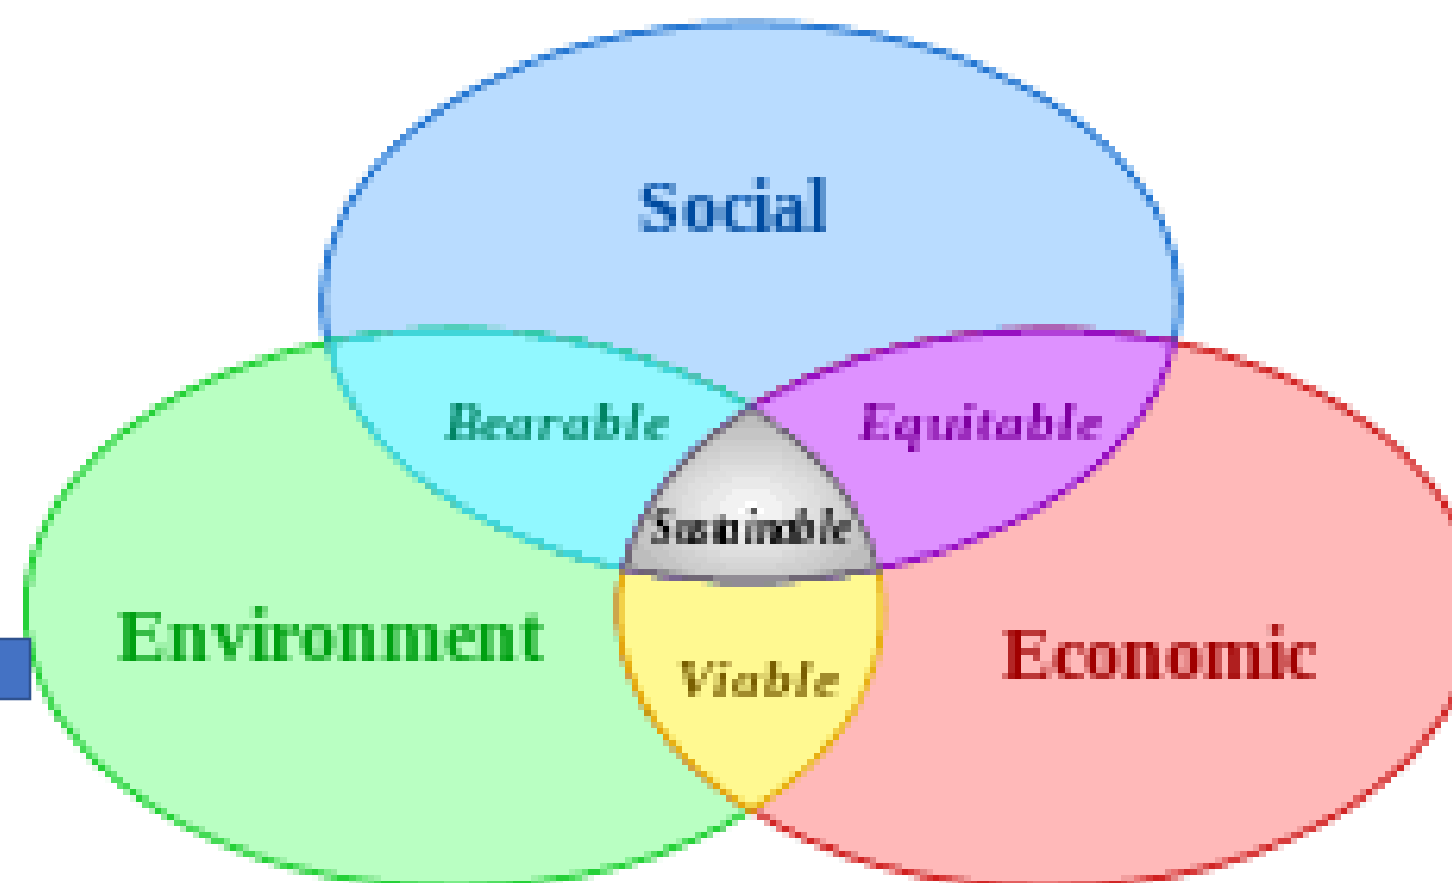 Social
Bearable
Equitable
Sustainable
Environment
Economic
Viable